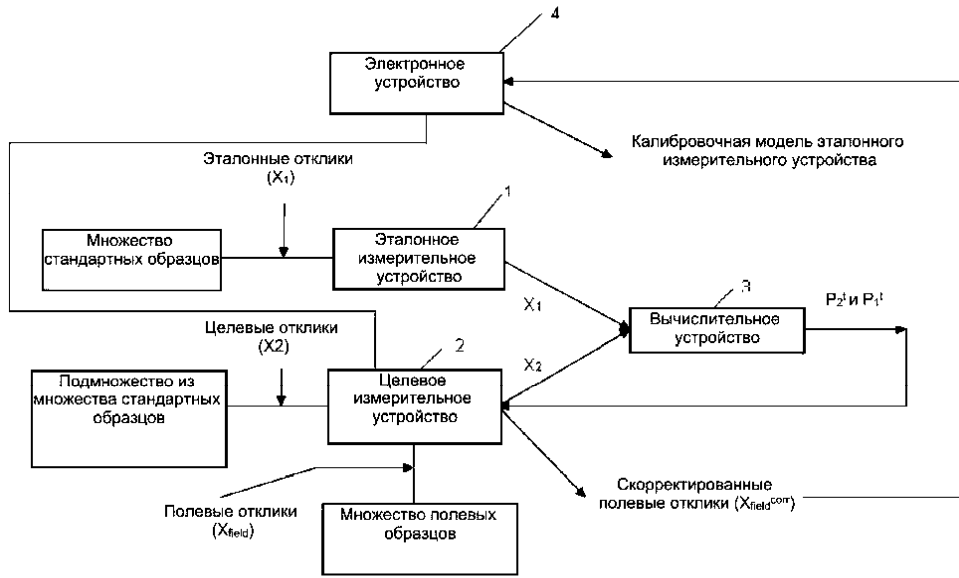 4
Электронное
устройство
Калибровочная модель эталонного
измерительного устройства
Эталонные отклики
(X₁)
1
Множество
стандартных образцов
Эталонное
измерительное
устройство
X₁
3
P₂ᵗ и P₁ᵗ
Вычислительное
устройство
Целевые отклики
(X2)
2
X₂
Подмножество из
множества стандартных
образцов
Целевое
измерительное
устройство
Скорректированные
полевые отклики (X_field^corr)
Полевые отклики
(X_field)
Множество полевых
образцов